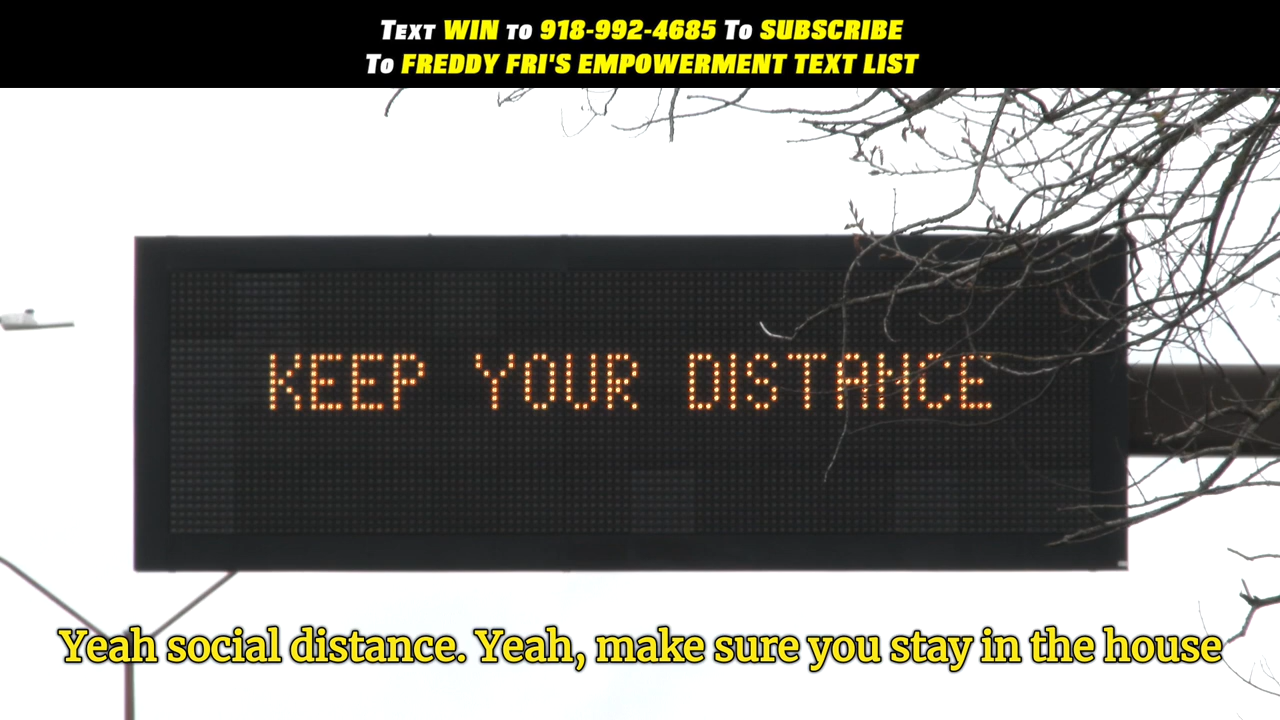 Text WIN to 918-992-4685 To SUBSCRIBE
To FREDDY FRI'S EMPOWERMENT TEXT LIST
KEEP YOUR DISTANCE
Yeah social distance. Yeah, make sure you stay in the house